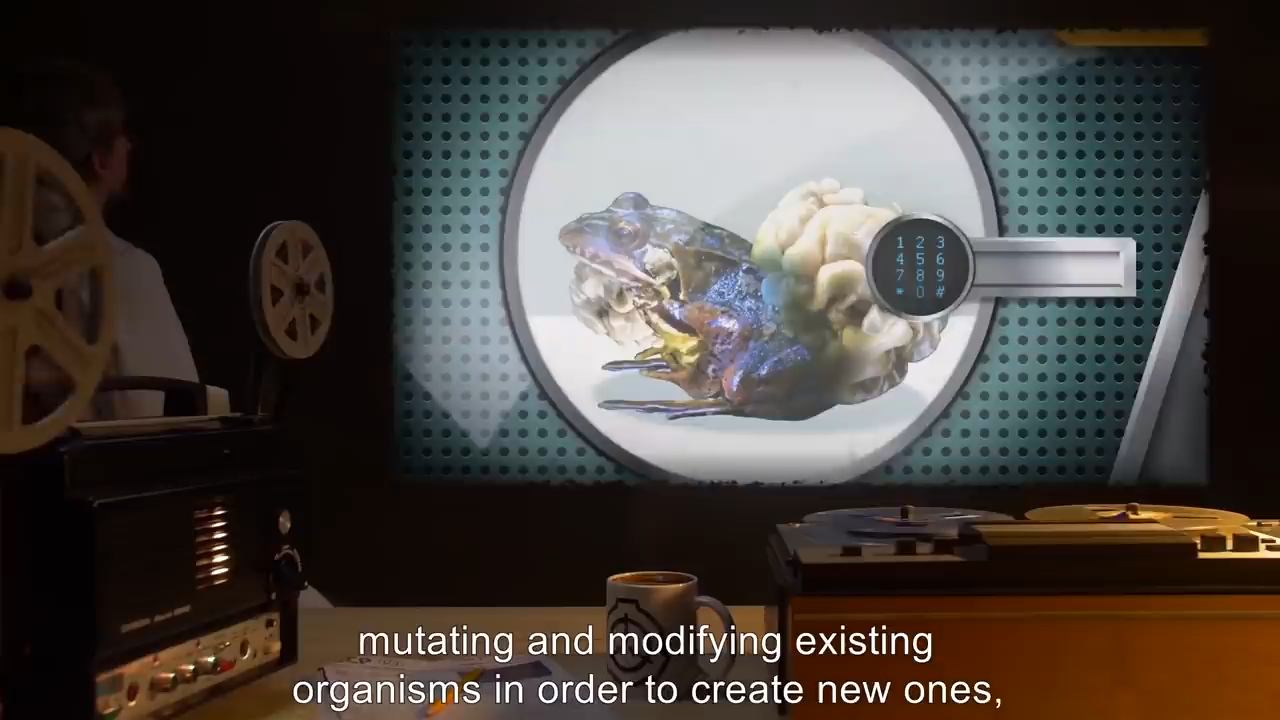 1 2 3
4 5 6
7 8 9
* 0 #
mutating and modifying existing
organisms in order to create new ones,